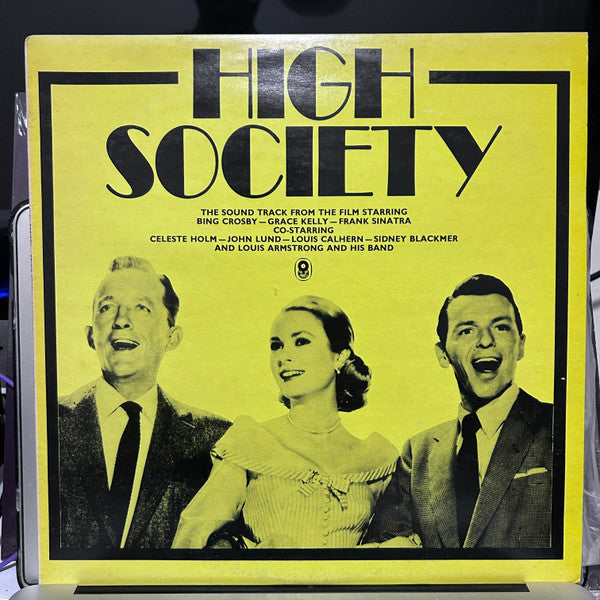 HIGH
SOCIETY
THE SOUND TRACK FROM THE FILM STARRING
BING CROSBY — GRACE KELLY — FRANK SINATRA
CO-STARRING
CELESTE HOLM — JOHN LUND — LOUIS CALHERN — SIDNEY BLACKMER
AND LOUIS ARMSTRONG AND HIS BAND